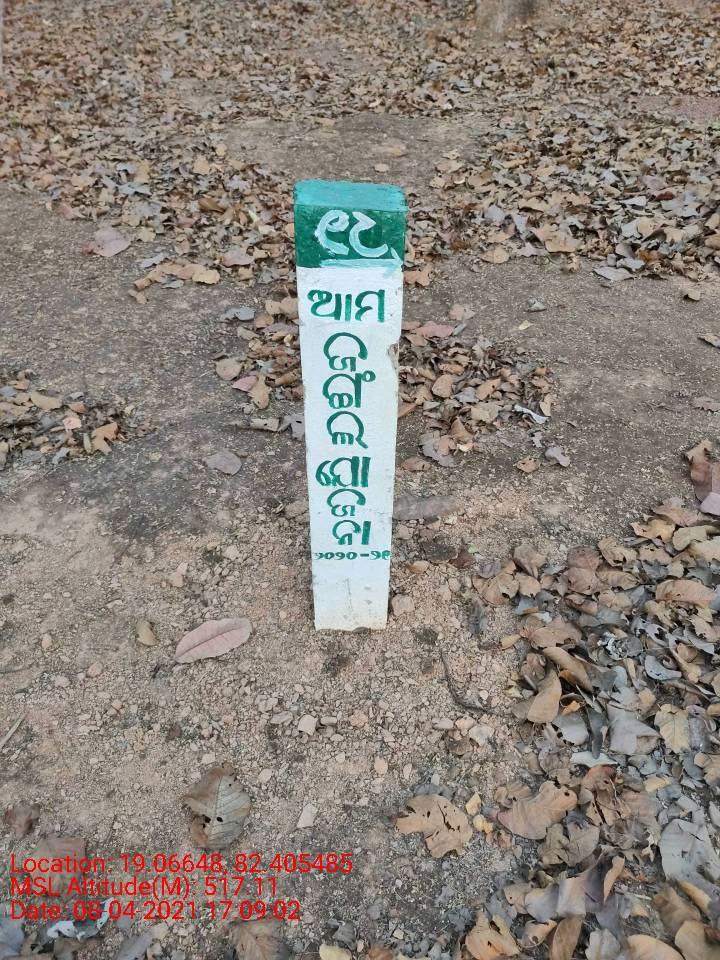 ଆମ
ଜଙ୍ଗଲ
ଯୋଜନା
୨୦୨୦-୨୧
Location: 19.06648, 82.405485
MSL Altitude(M): 517.11
Date: 08-04-2021 17:09:02